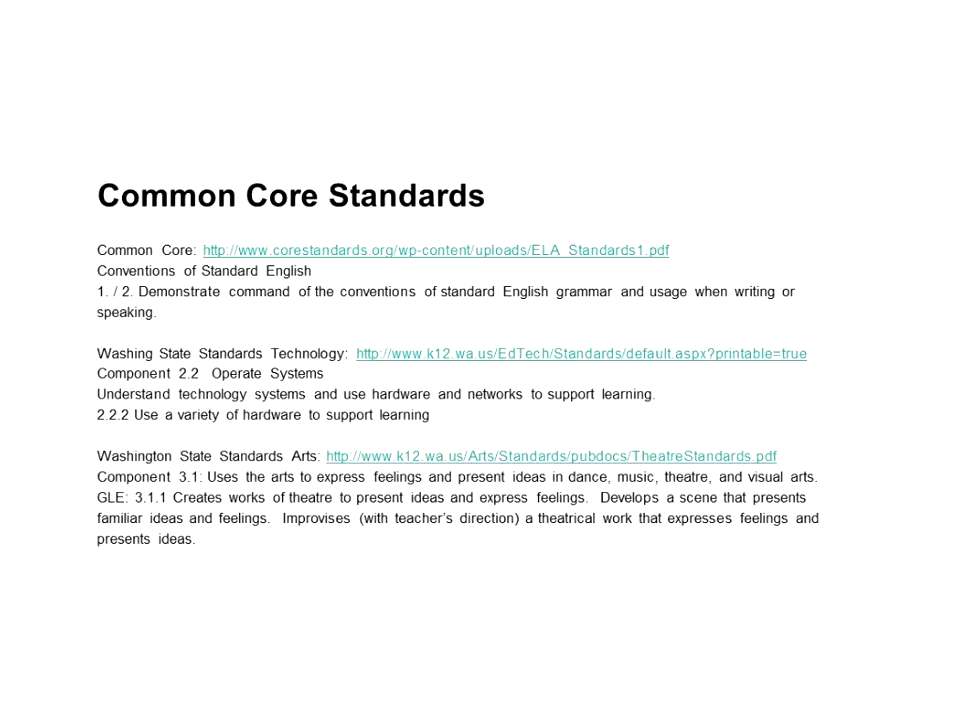 Common Core Standards
Common Core: http://www.corestandards.org/wp-content/uploads/ELA_Standards1.pdf
Conventions of Standard English
1. / 2. Demonstrate command of the conventions of standard English grammar and usage when writing or
speaking.
Washing State Standards Technology: http://www.k12.wa.us/EdTech/Standards/default.aspx?printable=true
Component 2.2 Operate Systems
Understand technology systems and use hardware and networks to support learning.
2.2.2 Use a variety of hardware to support learning
Washington State Standards Arts: http://www.k12.wa.us/Arts/Standards/pubdocs/TheatreStandards.pdf
Component 3.1: Uses the arts to express feelings and present ideas in dance, music, theatre, and visual arts.
GLE: 3.1.1 Creates works of theatre to present ideas and express feelings. Develops a scene that presents
familiar ideas and feelings. Improvises (with teacher’s direction) a theatrical work that expresses feelings and
presents ideas.